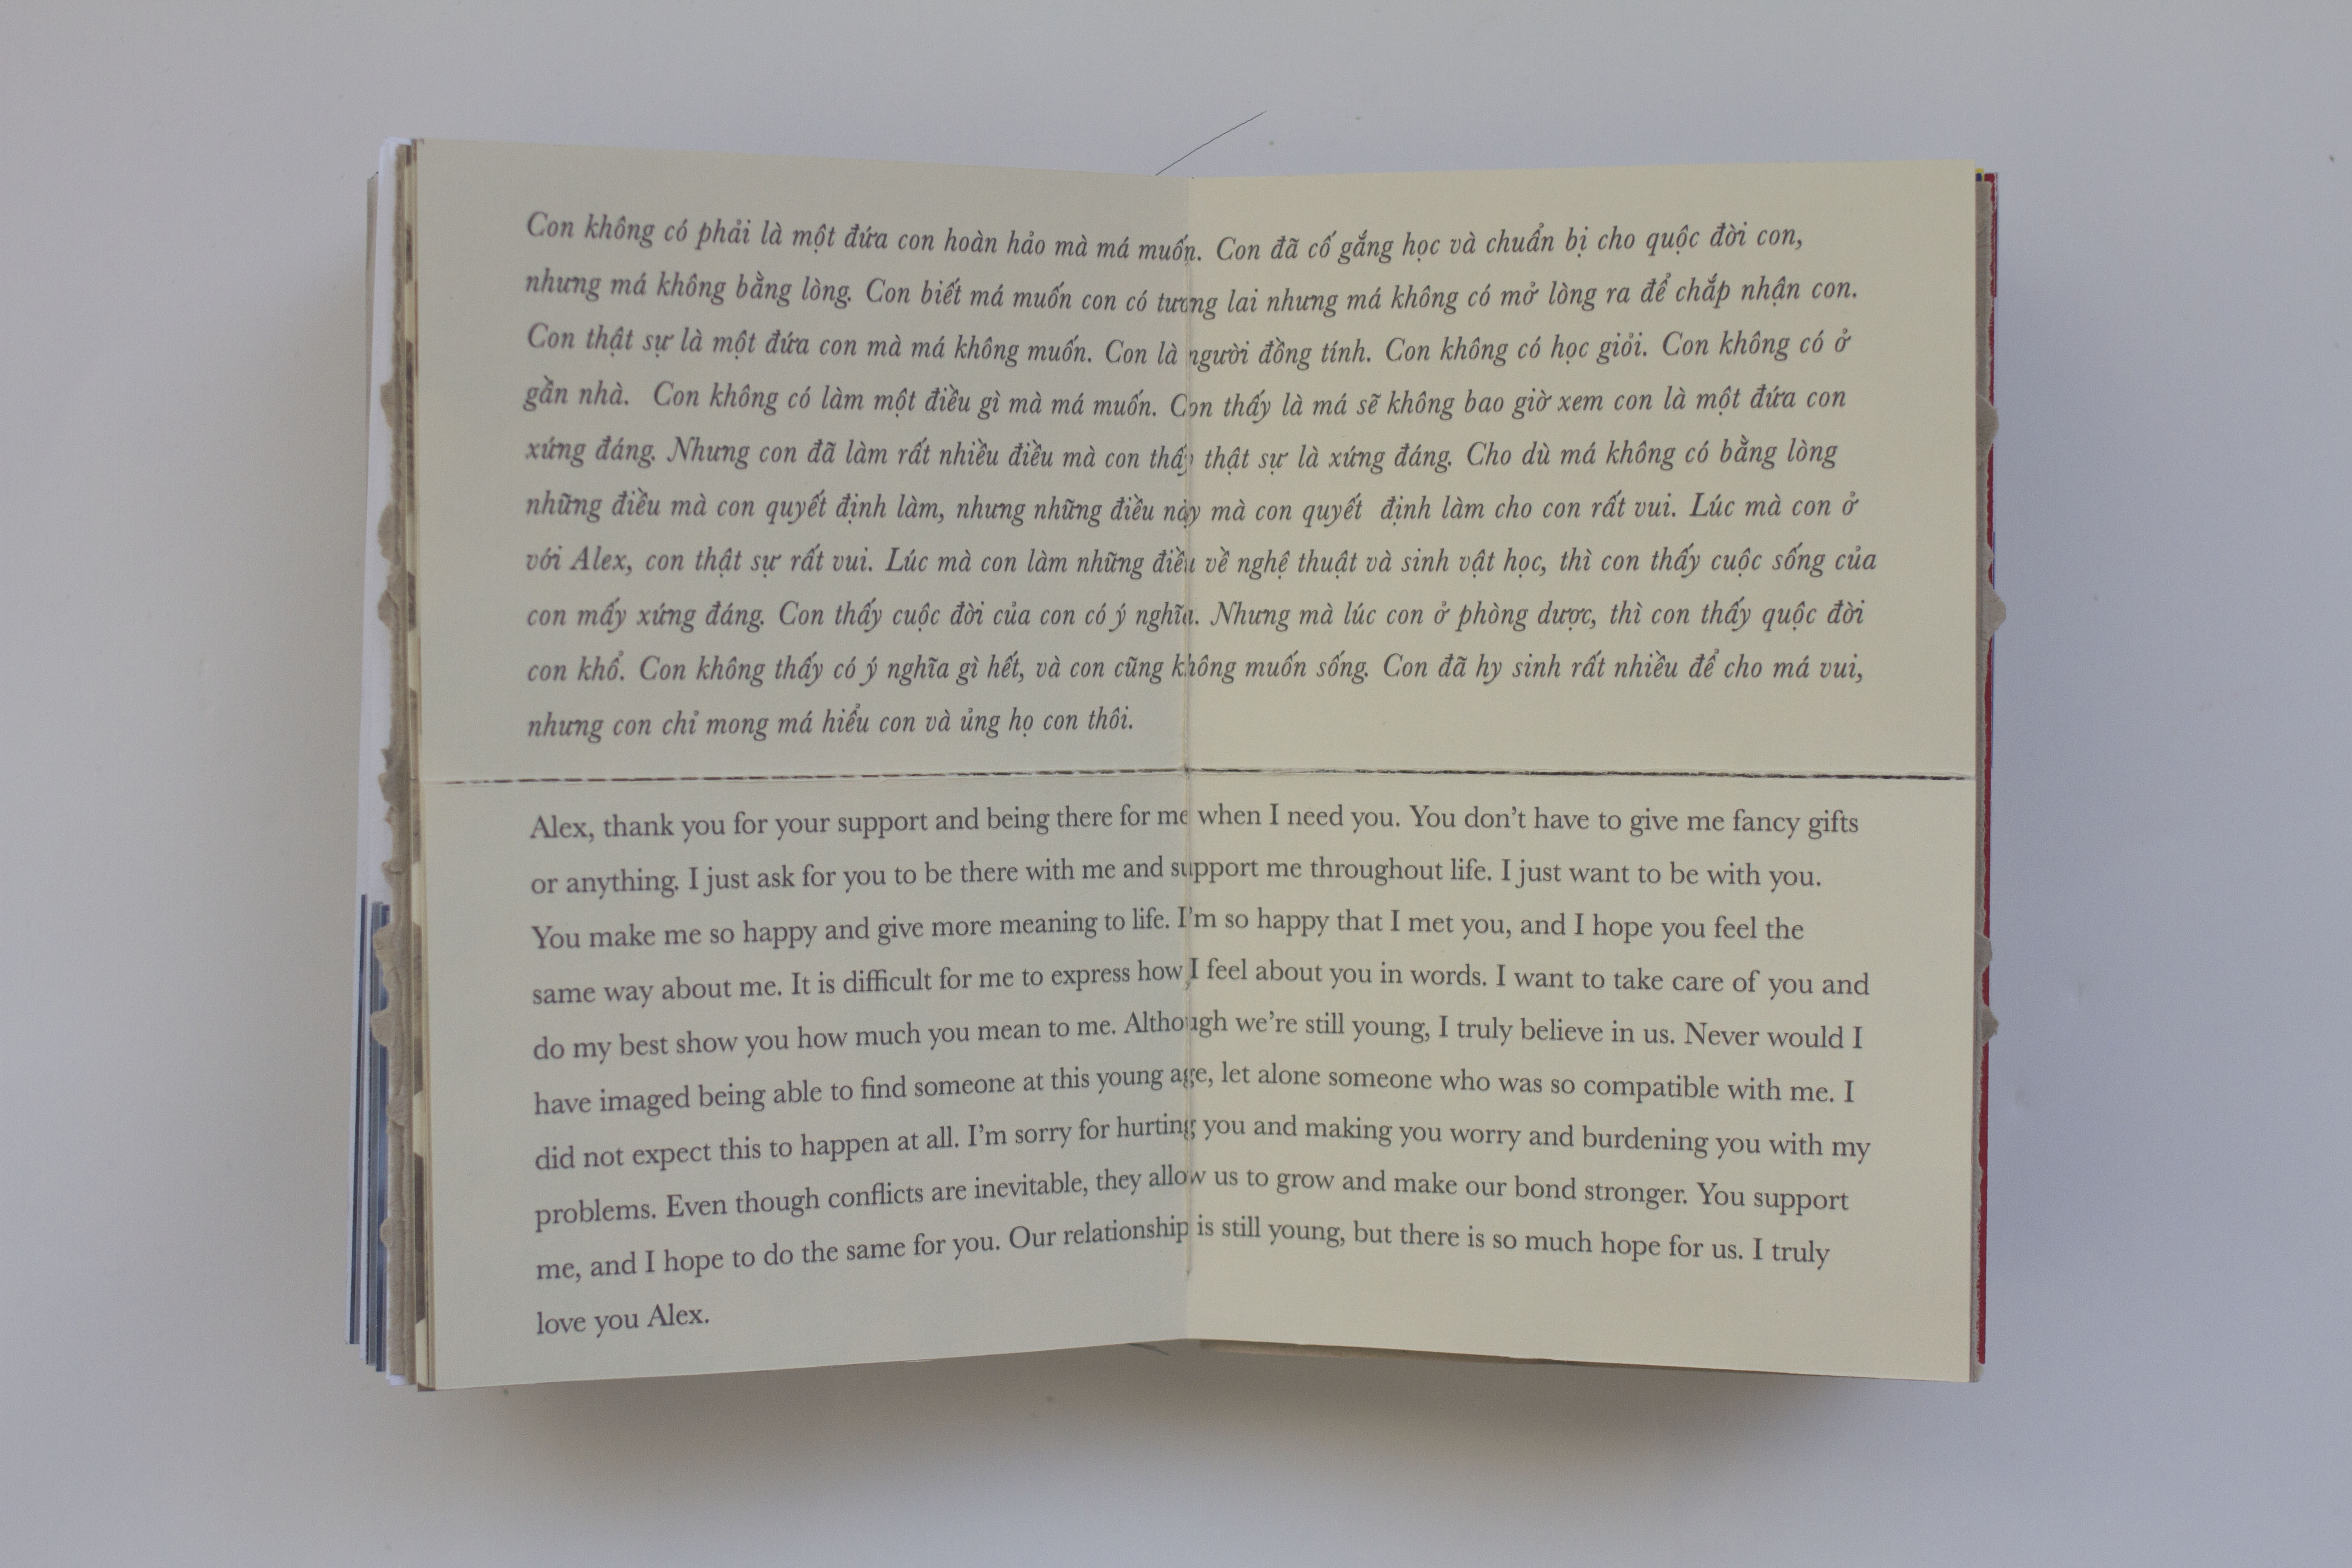 Con không có phải là một đứa con hoàn hảo mà má muốn. Con đã cố gắng học và chuẩn bị cho quộc đời con,
nhưng má không bằng lòng. Con biết má muốn con có tương lai nhưng má không có mở lòng ra để chắp nhận con.
Con thật sự là một đứa con mà má không muốn. Con là người đồng tính. Con không có học giỏi. Con không có ở
gần nhà. Con không có làm một điều gì mà má muốn. Con thấy là má sẽ không bao giờ xem con là một đứa con
xứng đáng. Nhưng con đã làm rất nhiều điều mà con thấy thật sự là xứng đáng. Cho dù má không có bằng lòng
những điều mà con quyết định làm, nhưng những điều này mà con quyết định làm cho con rất vui. Lúc mà con ở
với Alex, con thật sự rất vui. Lúc mà con làm những điều về nghệ thuật và sinh vật học, thì con thấy cuộc sống của
con mấy xứng đáng. Con thấy cuộc đời của con có ý nghĩa. Nhưng mà lúc con ở phòng dược, thì con thấy quộc đời
con khổ. Con không thấy có ý nghĩa gì hết, và con cũng không muốn sống. Con đã hy sinh rất nhiều để cho má vui,
nhưng con chỉ mong má hiểu con và ủng họ con thôi.
Alex, thank you for your support and being there for me when I need you. You don't have to give me fancy gifts
or anything. I just ask for you to be there with me and support me throughout life. I just want to be with you.
You make me so happy and give more meaning to life. I'm so happy that I met you, and I hope you feel the
same way about me. It is difficult for me to express how I feel about you in words. I want to take care of you and
do my best show you how much you mean to me. Although we're still young, I truly believe in us. Never would I
have imaged being able to find someone at this young age, let alone someone who was so compatible with me. I
did not expect this to happen at all. I'm sorry for hurting you and making you worry and burdening you with my
problems. Even though conflicts are inevitable, they allow us to grow and make our bond stronger. You support
me, and I hope to do the same for you. Our relationship is still young, but there is so much hope for us. I truly
love you Alex.